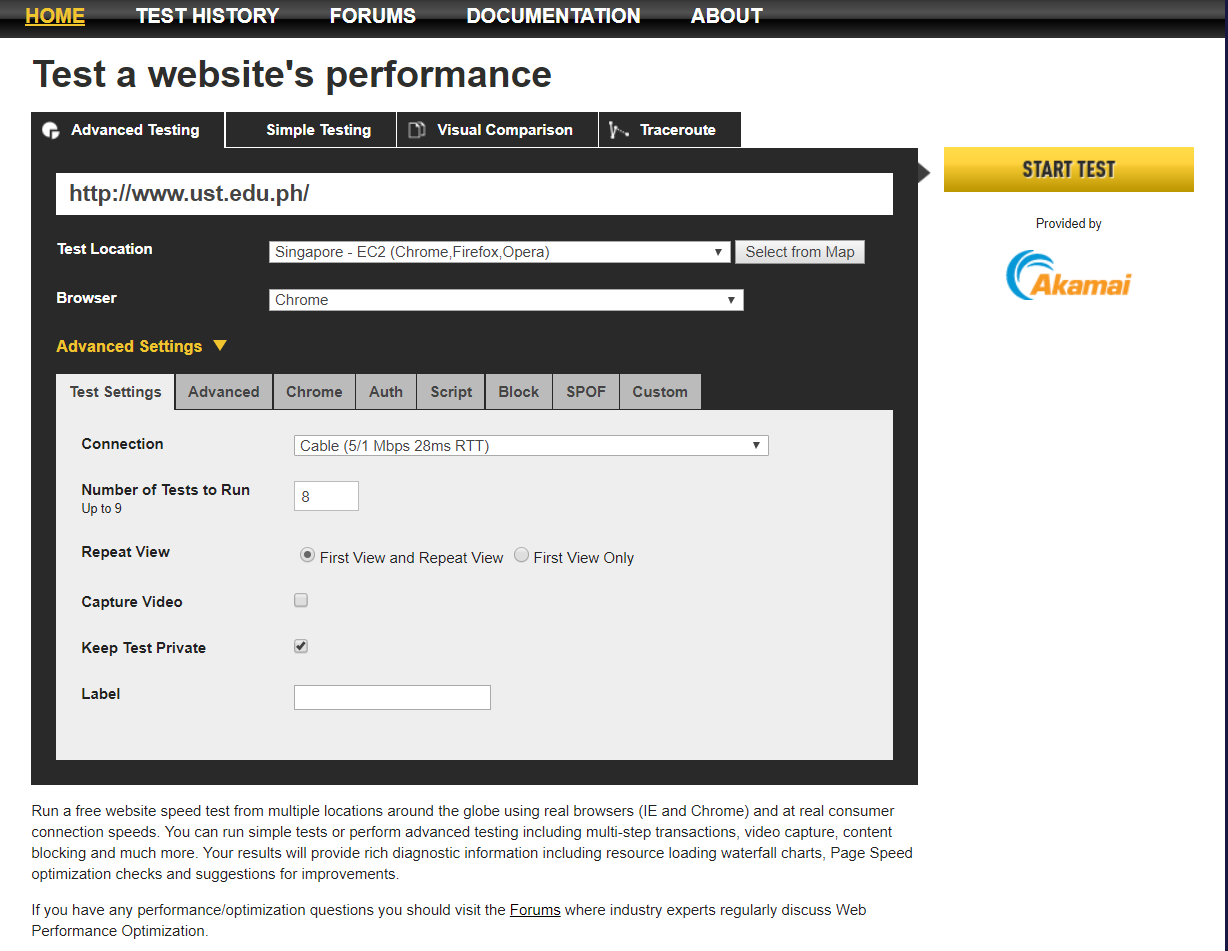 HOME TEST HISTORY FORUMS DOCUMENTATION ABOUT
Test a website's performance
Advanced Testing Simple Testing Visual Comparison Traceroute
http://www.ust.edu.ph/
START TEST
Provided by
Akamai
Test Location Singapore - EC2 (Chrome,Firefox,Opera) Select from Map
Browser Chrome
Advanced Settings
Test Settings Advanced Chrome Auth Script Block SPOF Custom
Connection Cable (5/1 Mbps 28ms RTT)
Number of Tests to Run 8
Up to 9
Repeat View First View and Repeat View First View Only
Capture Video
Keep Test Private
Label
Run a free website speed test from multiple locations around the globe using real browsers (IE and Chrome) and at real consumer
connection speeds. You can run simple tests or perform advanced testing including multi-step transactions, video capture, content
blocking and much more. Your results will provide rich diagnostic information including resource loading waterfall charts, Page Speed
optimization checks and suggestions for improvements.
If you have any performance/optimization questions you should visit the Forums where industry experts regularly discuss Web
Performance Optimization.